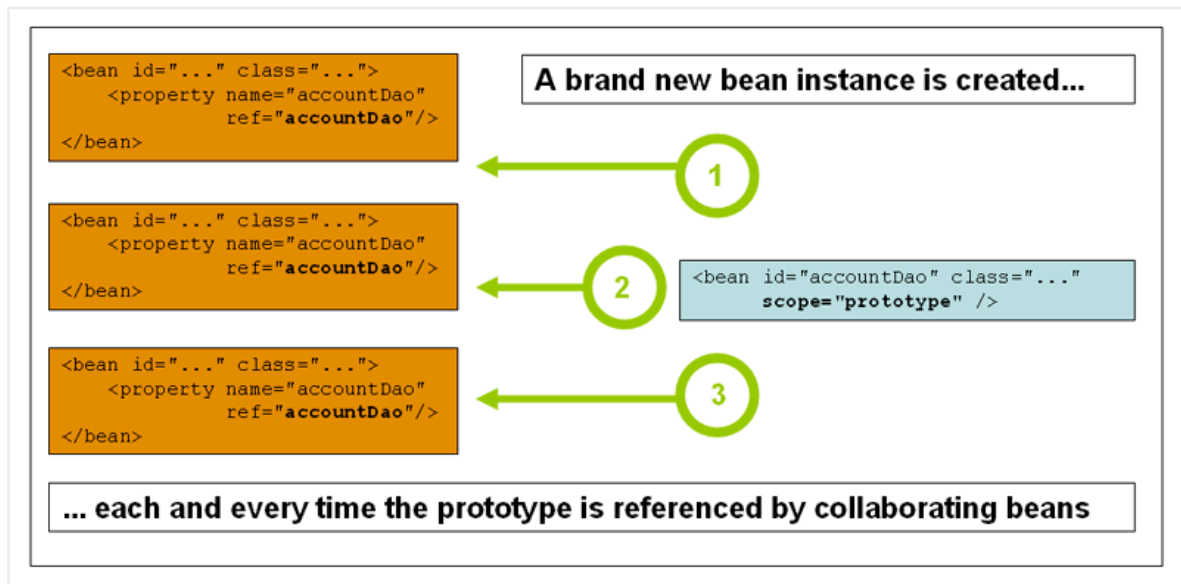 <bean id="..." class="...">
    <property name="accountDao"
              ref="accountDao"/>
</bean>
A brand new bean instance is created...
1
<bean id="..." class="...">
    <property name="accountDao"
              ref="accountDao"/>
</bean>
2
<bean id="accountDao" class="..."
      scope="prototype" />
<bean id="..." class="...">
    <property name="accountDao"
              ref="accountDao"/>
</bean>
3
... each and every time the prototype is referenced by collaborating beans